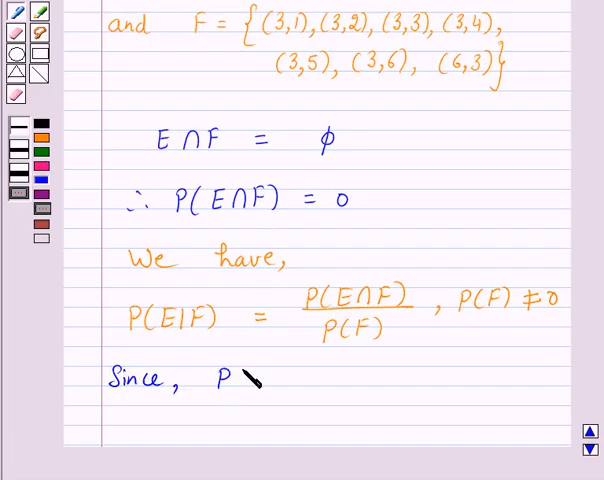 and F = { (3,1), (3,2), (3,3), (3,4),
(3,5), (3,6), (6,3) }
E ∩ F = ϕ
∴ P( E ∩ F) = 0
We have,
P(E|F) = P(E∩F) / P(F) , P(F) ≠ 0
Since, P